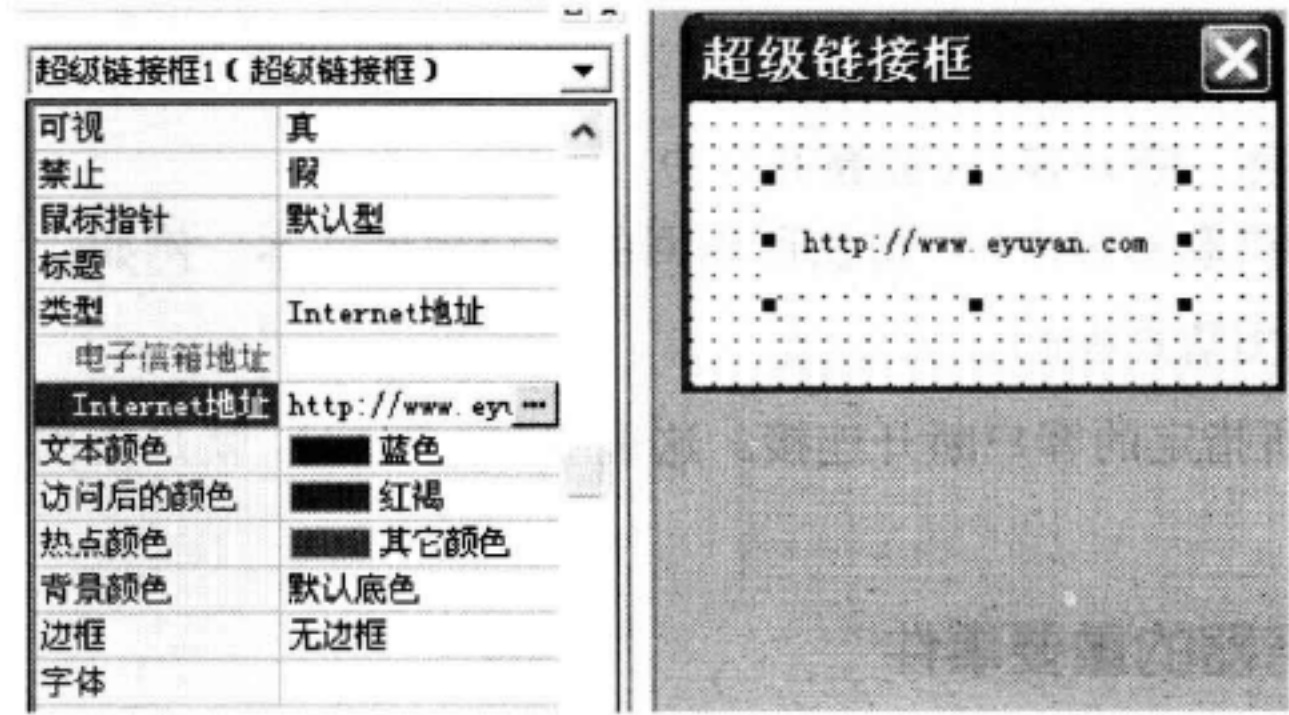 超级链接框1（超级链接框）
可视 真
禁止 假
鼠标指针 默认型
标题
类型 Internet地址
电子信箱地址
Internet地址 http://www.eyu ...
文本颜色 蓝色
访问后的颜色 红褐
热点颜色 其它颜色
背景颜色 默认底色
边框 无边框
字体
超级链接框
http://www.eyuyan.com